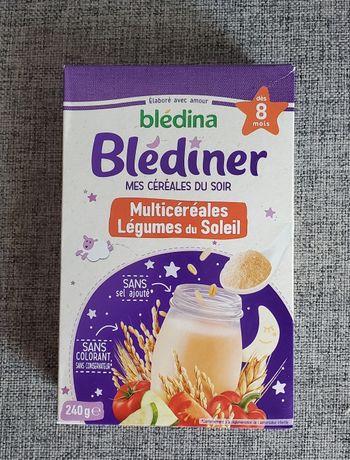 Élaboré avec amour
blédina
dès
8
mois
Blédîner
MES CÉRÉALES DU SOIR
Multicéréales
Légumes du Soleil
SANS
sel ajouté*
SANS
COLORANT,
SANS CONSERVATEUR*
240g e